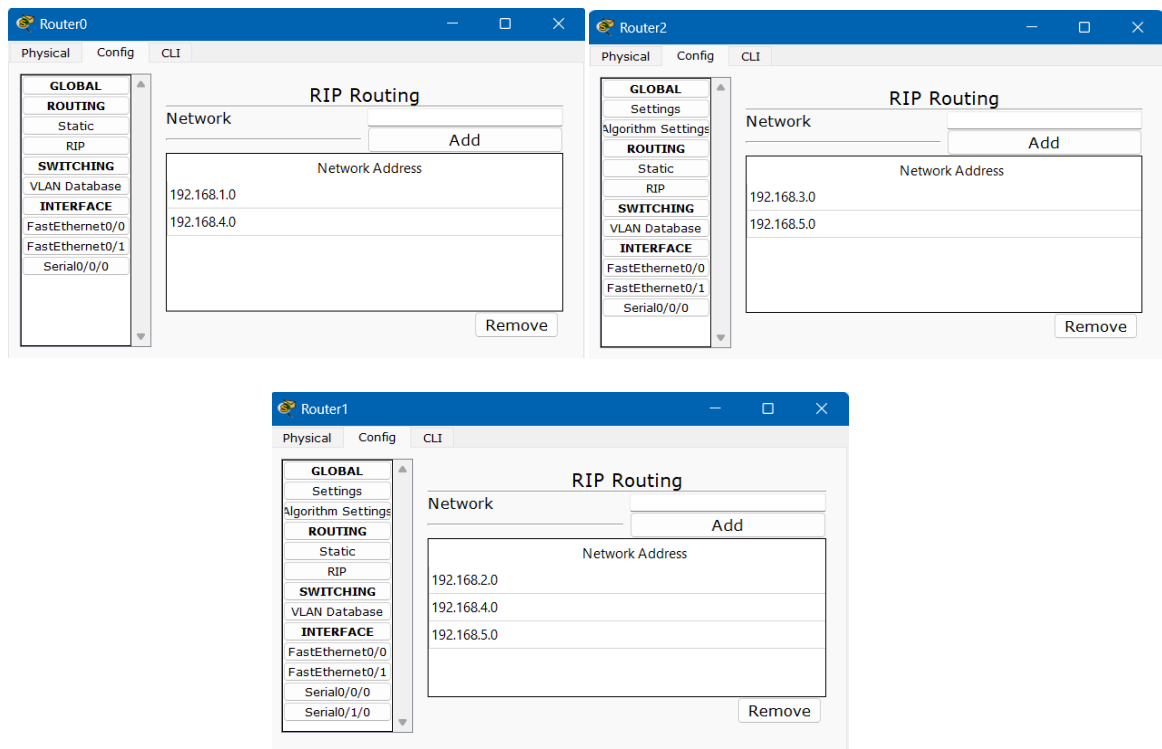 Router0
Physical Config CLI
GLOBAL
ROUTING
Static
RIP
SWITCHING
VLAN Database
INTERFACE
FastEthernet0/0
FastEthernet0/1
Serial0/0/0
RIP Routing
Network
Add
Network Address
192.168.1.0
192.168.4.0
Remove
Router2
Physical Config CLI
GLOBAL
Settings
Algorithm Settings
ROUTING
Static
RIP
SWITCHING
VLAN Database
INTERFACE
FastEthernet0/0
FastEthernet0/1
Serial0/0/0
RIP Routing
Network
Add
Network Address
192.168.3.0
192.168.5.0
Remove
Router1
Physical Config CLI
GLOBAL
Settings
Algorithm Settings
ROUTING
Static
RIP
SWITCHING
VLAN Database
INTERFACE
FastEthernet0/0
FastEthernet0/1
Serial0/0/0
Serial0/1/0
RIP Routing
Network
Add
Network Address
192.168.2.0
192.168.4.0
192.168.5.0
Remove